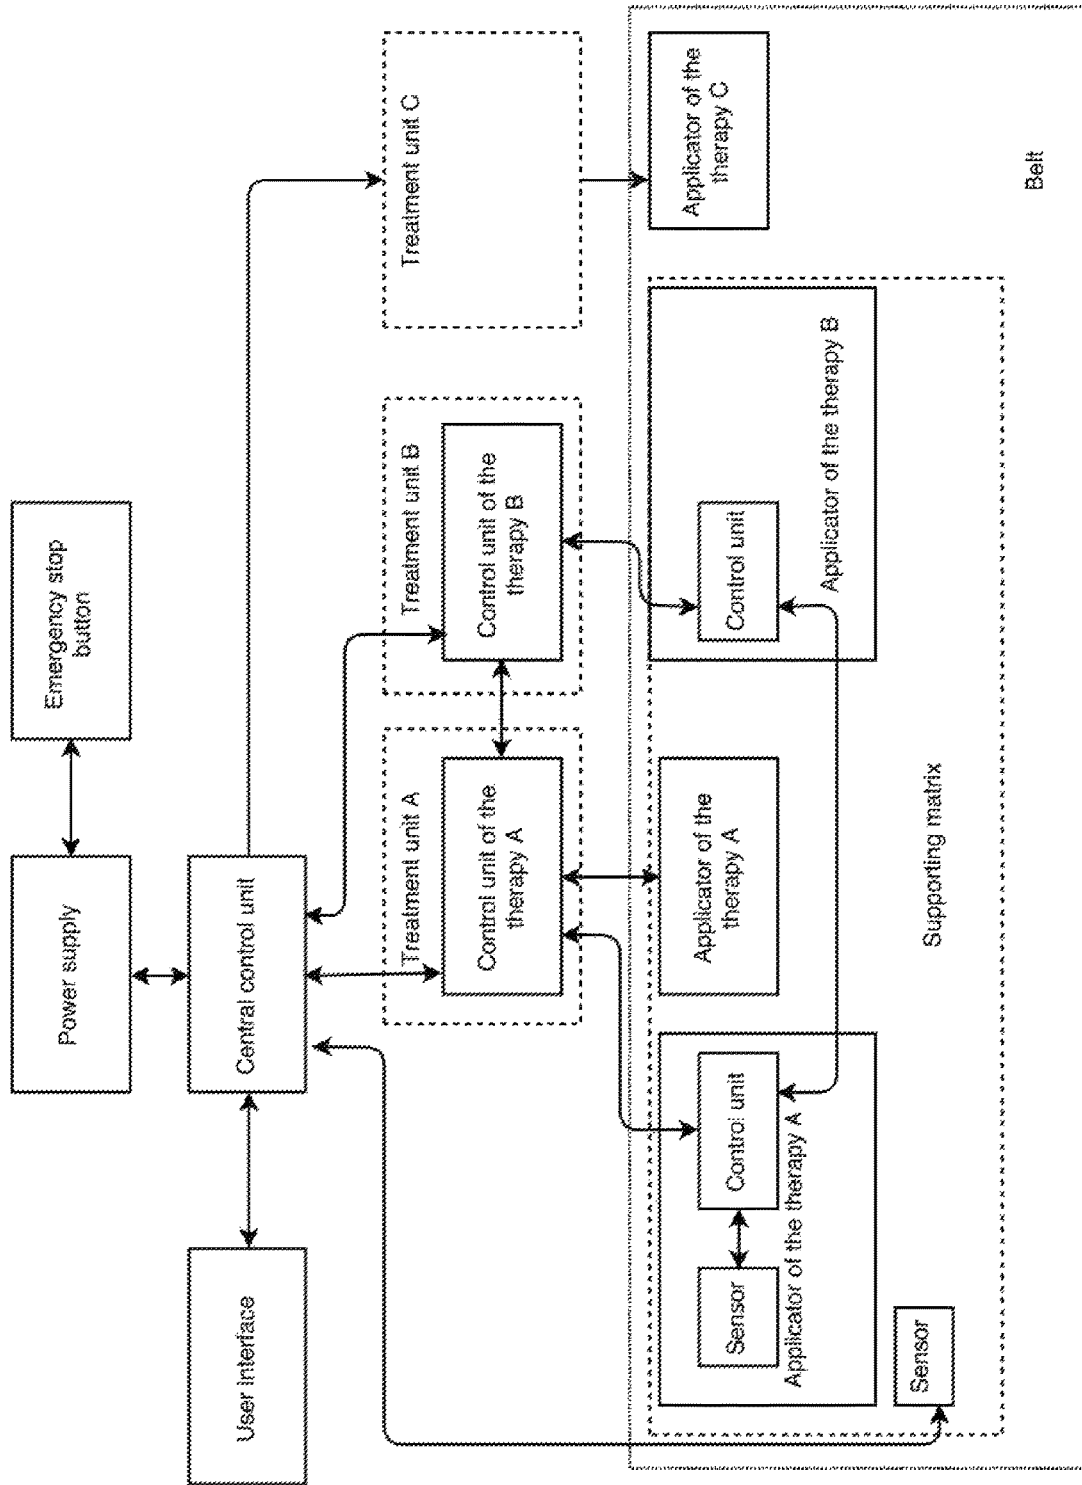 Emergency stop
button
Power supply
Central control unit
User interface
Treatment unit C
Treatment unit B
Control unit of the
therapy B
Treatment unit A
Control unit of the
therapy A
Applicator of the
therapy C
Control unit
Applicator of the therapy B
Applicator of the
therapy A
Control unit
Sensor
Applicator of the therapy A
Sensor
Supporting matrix
Belt